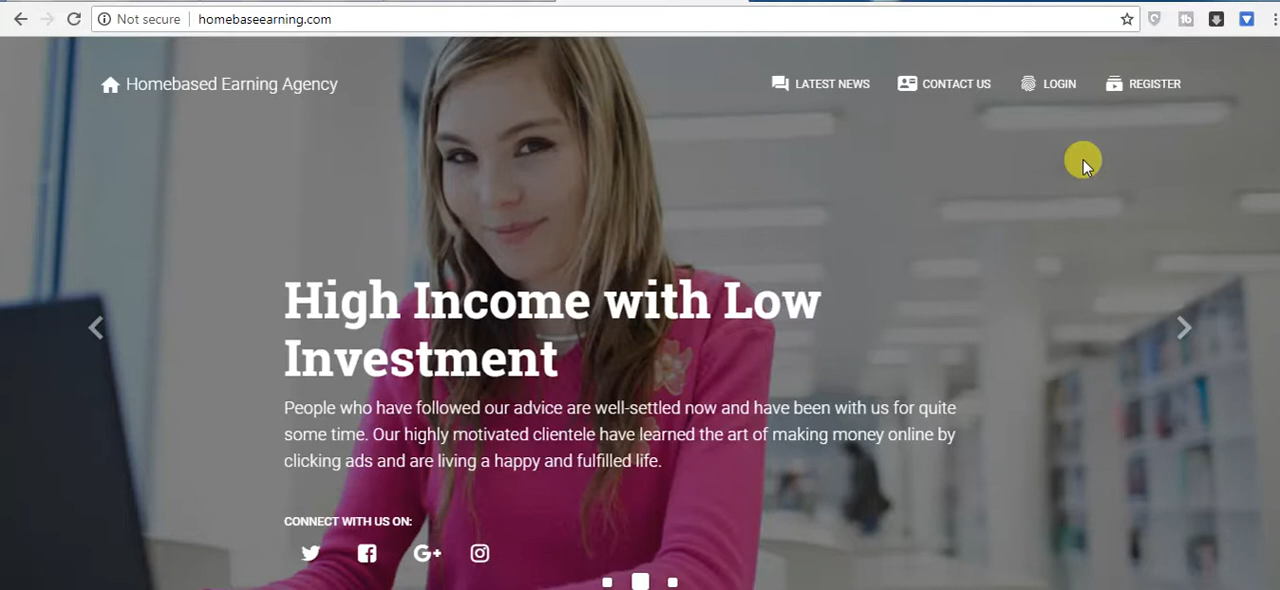 Not secure
homebaseearning.com
Homebased Earning Agency
LATEST NEWS
CONTACT US
LOGIN
REGISTER
High Income with Low
Investment
People who have followed our advice are well-settled now and have been with us for quite
some time. Our highly motivated clientele have learned the art of making money online by
clicking ads and are living a happy and fulfilled life.
CONNECT WITH US ON: